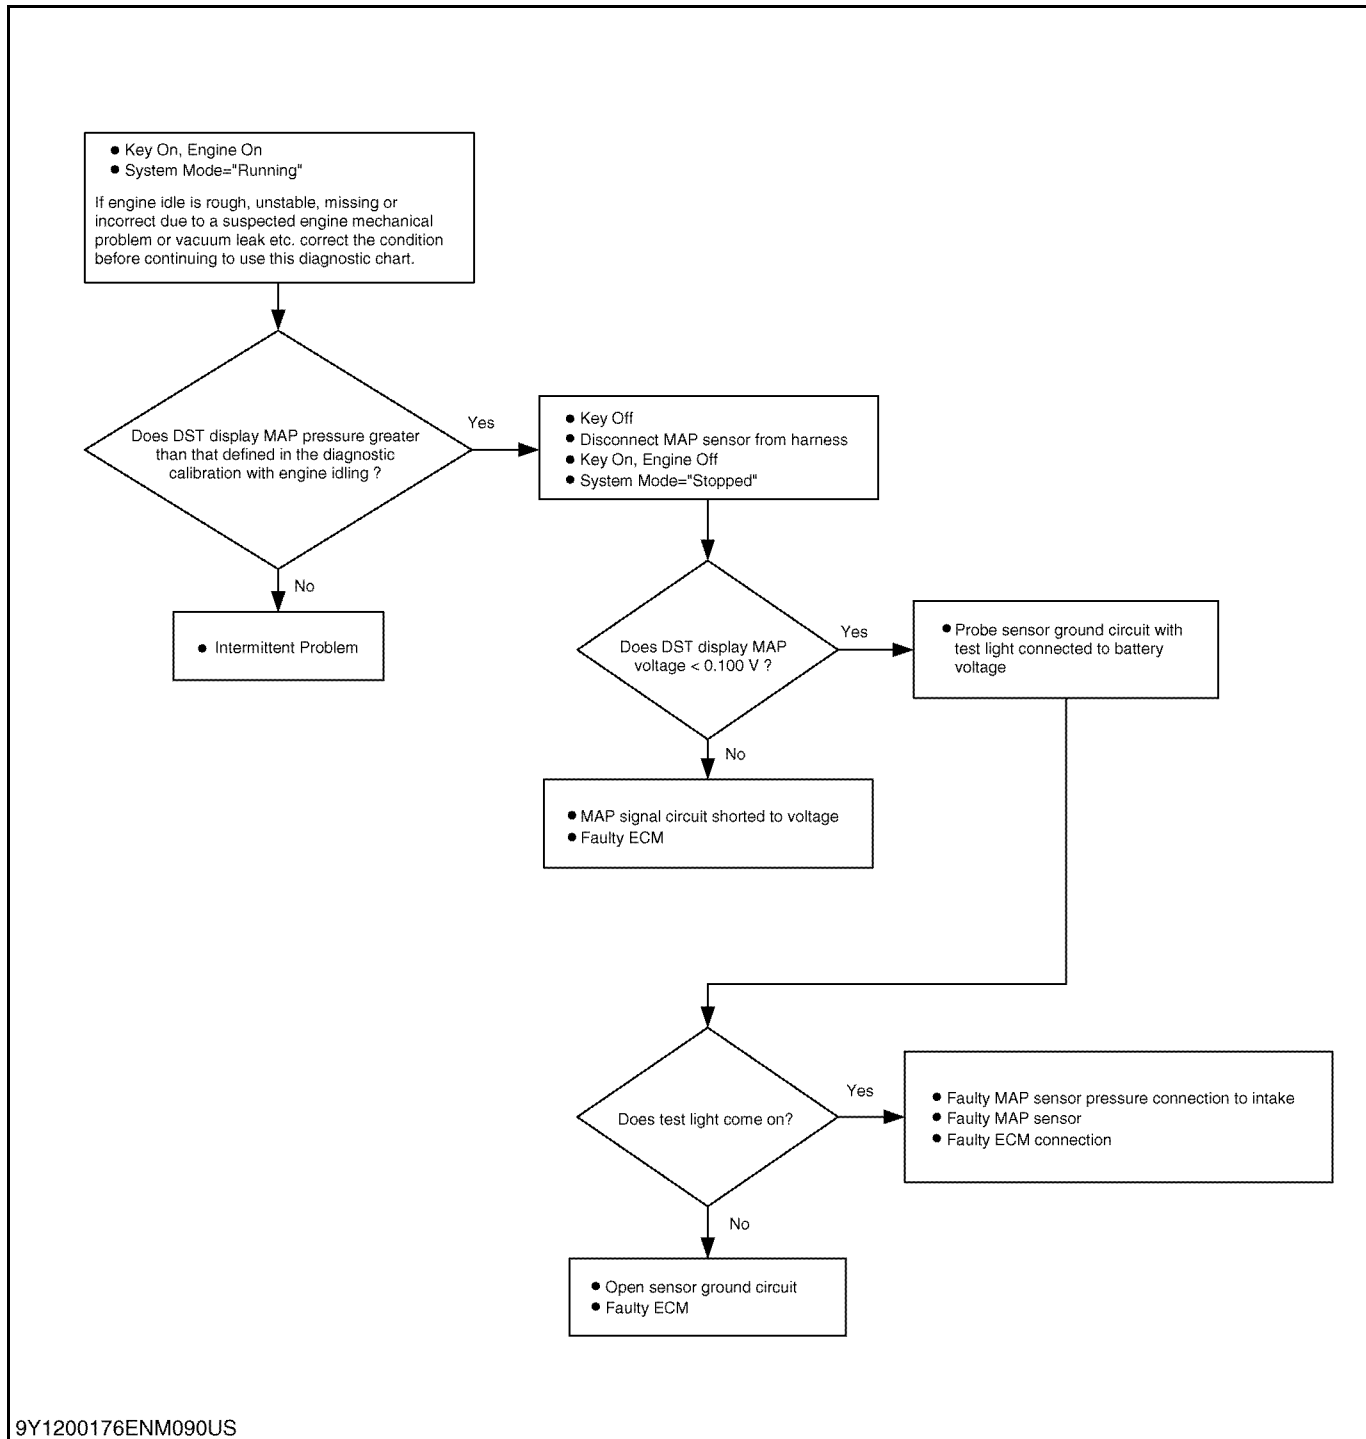 ● Key On, Engine On
● System Mode="Running"
If engine idle is rough, unstable, missing or
incorrect due to a suspected engine mechanical
problem or vacuum leak etc. correct the condition
before continuing to use this diagnostic chart.
Does DST display MAP pressure greater
than that defined in the diagnostic
calibration with engine idling ?
Yes
● Key Off
● Disconnect MAP sensor from harness
● Key On, Engine Off
● System Mode="Stopped"
No
● Intermittent Problem
Does DST display MAP
voltage < 0.100 V ?
Yes
● Probe sensor ground circuit with
test light connected to battery
voltage
No
● MAP signal circuit shorted to voltage
● Faulty ECM
Does test light come on?
Yes
● Faulty MAP sensor pressure connection to intake
● Faulty MAP sensor
● Faulty ECM connection
No
● Open sensor ground circuit
● Faulty ECM
9Y1200176ENM090US